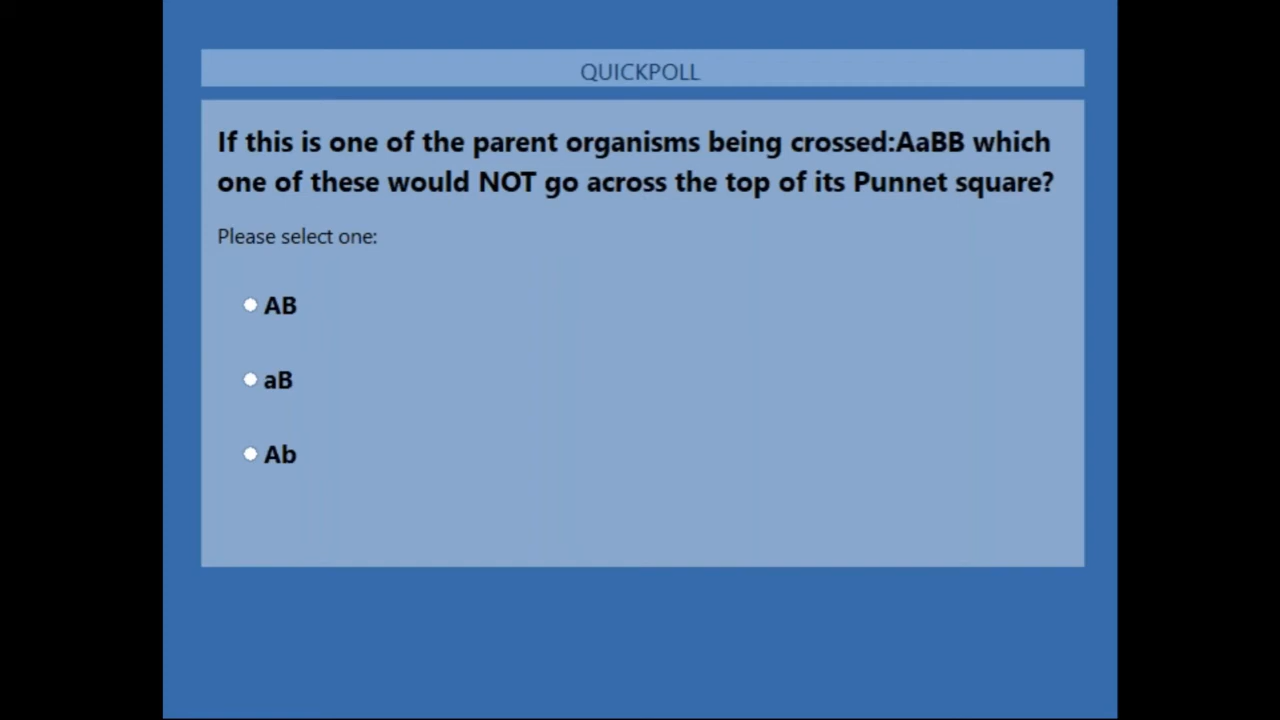 QUICKPOLL
If this is one of the parent organisms being crossed:AaBB which
one of these would NOT go across the top of its Punnet square?
Please select one:
AB
aB
Ab